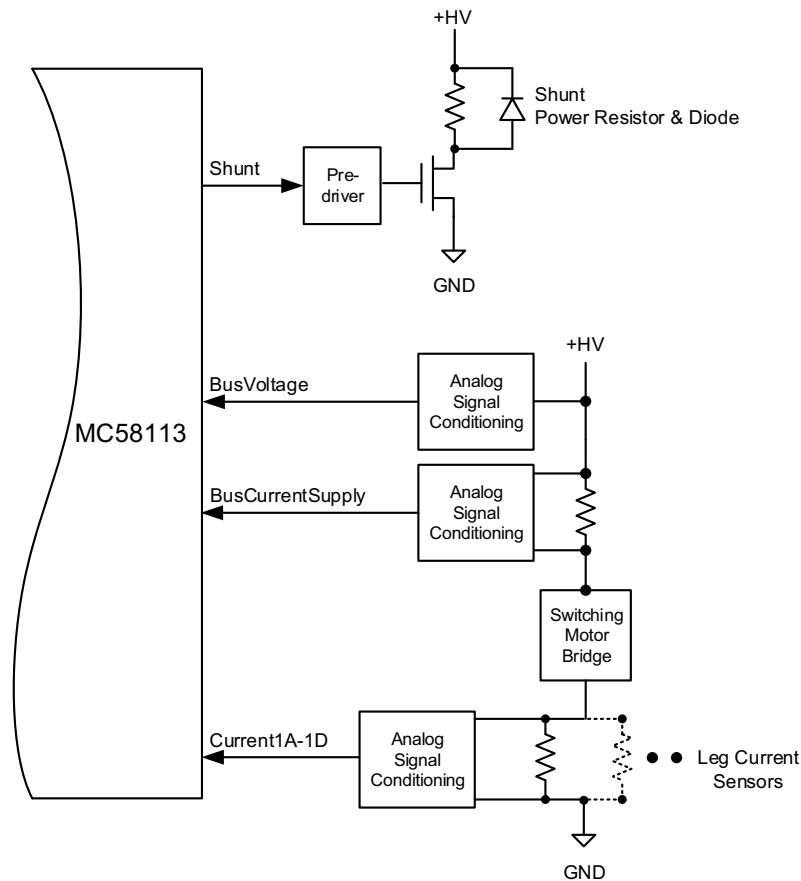 +HV
Shunt
Power Resistor & Diode
Shunt
Pre-
driver
GND
+HV
BusVoltage
Analog
Signal
Conditioning
MC58113
BusCurrentSupply
Analog
Signal
Conditioning
Switching
Motor
Bridge
Current1A-1D
Analog
Signal
Conditioning
Leg Current
Sensors
GND